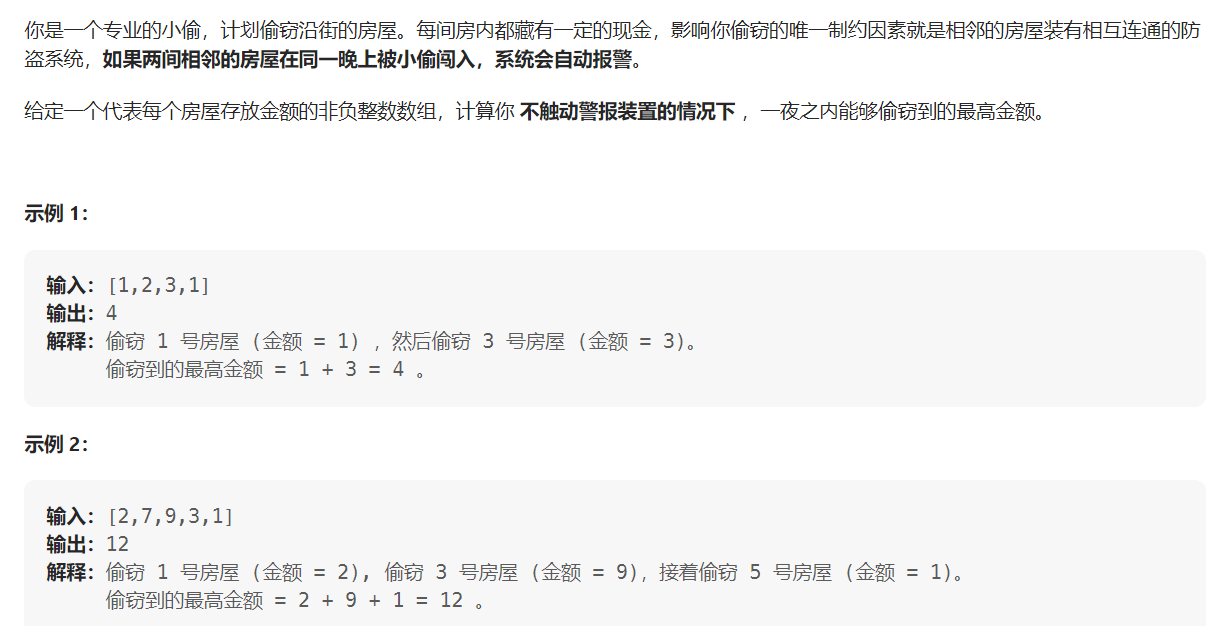 你是一个专业的小偷，计划偷窃沿街的房屋。每间房内都藏有一定的现金，影响你偷窃的唯一制约因素就是相邻的房屋装有相互连通的防
盗系统，如果两间相邻的房屋在同一晚上被小偷闯入，系统会自动报警。
给定一个代表每个房屋存放金额的非负整数数组，计算你 不触动警报装置的情况下 ，一夜之内能够偷窃到的最高金额。
示例 1：
输入：[1,2,3,1]
输出：4
解释：偷窃 1 号房屋 (金额 = 1) ，然后偷窃 3 号房屋 (金额 = 3)。
偷窃到的最高金额 = 1 + 3 = 4 。
示例 2：
输入：[2,7,9,3,1]
输出：12
解释：偷窃 1 号房屋 (金额 = 2), 偷窃 3 号房屋 (金额 = 9)，接着偷窃 5 号房屋 (金额 = 1)。
偷窃到的最高金额 = 2 + 9 + 1 = 12 。